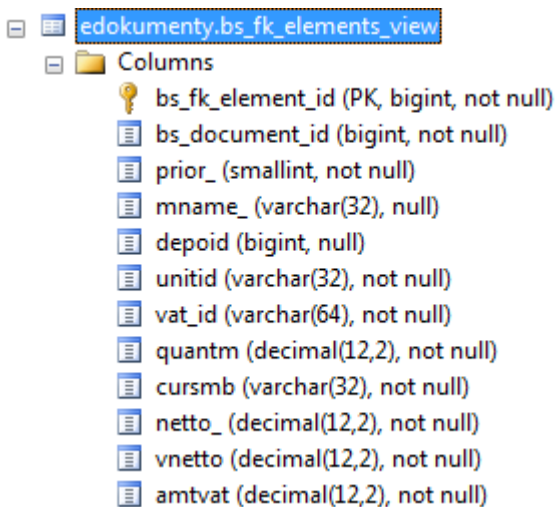 edokumenty.bs_fk_elements_view
Columns
bs_fk_element_id (PK, bigint, not null)
bs_document_id (bigint, not null)
prior_ (smallint, not null)
mname_ (varchar(32), null)
depoid (bigint, null)
unitid (varchar(32), not null)
vat_id (varchar(64), not null)
quantm (decimal(12,2), not null)
cursmb (varchar(32), not null)
netto_ (decimal(12,2), not null)
vnetto (decimal(12,2), not null)
amtvat (decimal(12,2), not null)